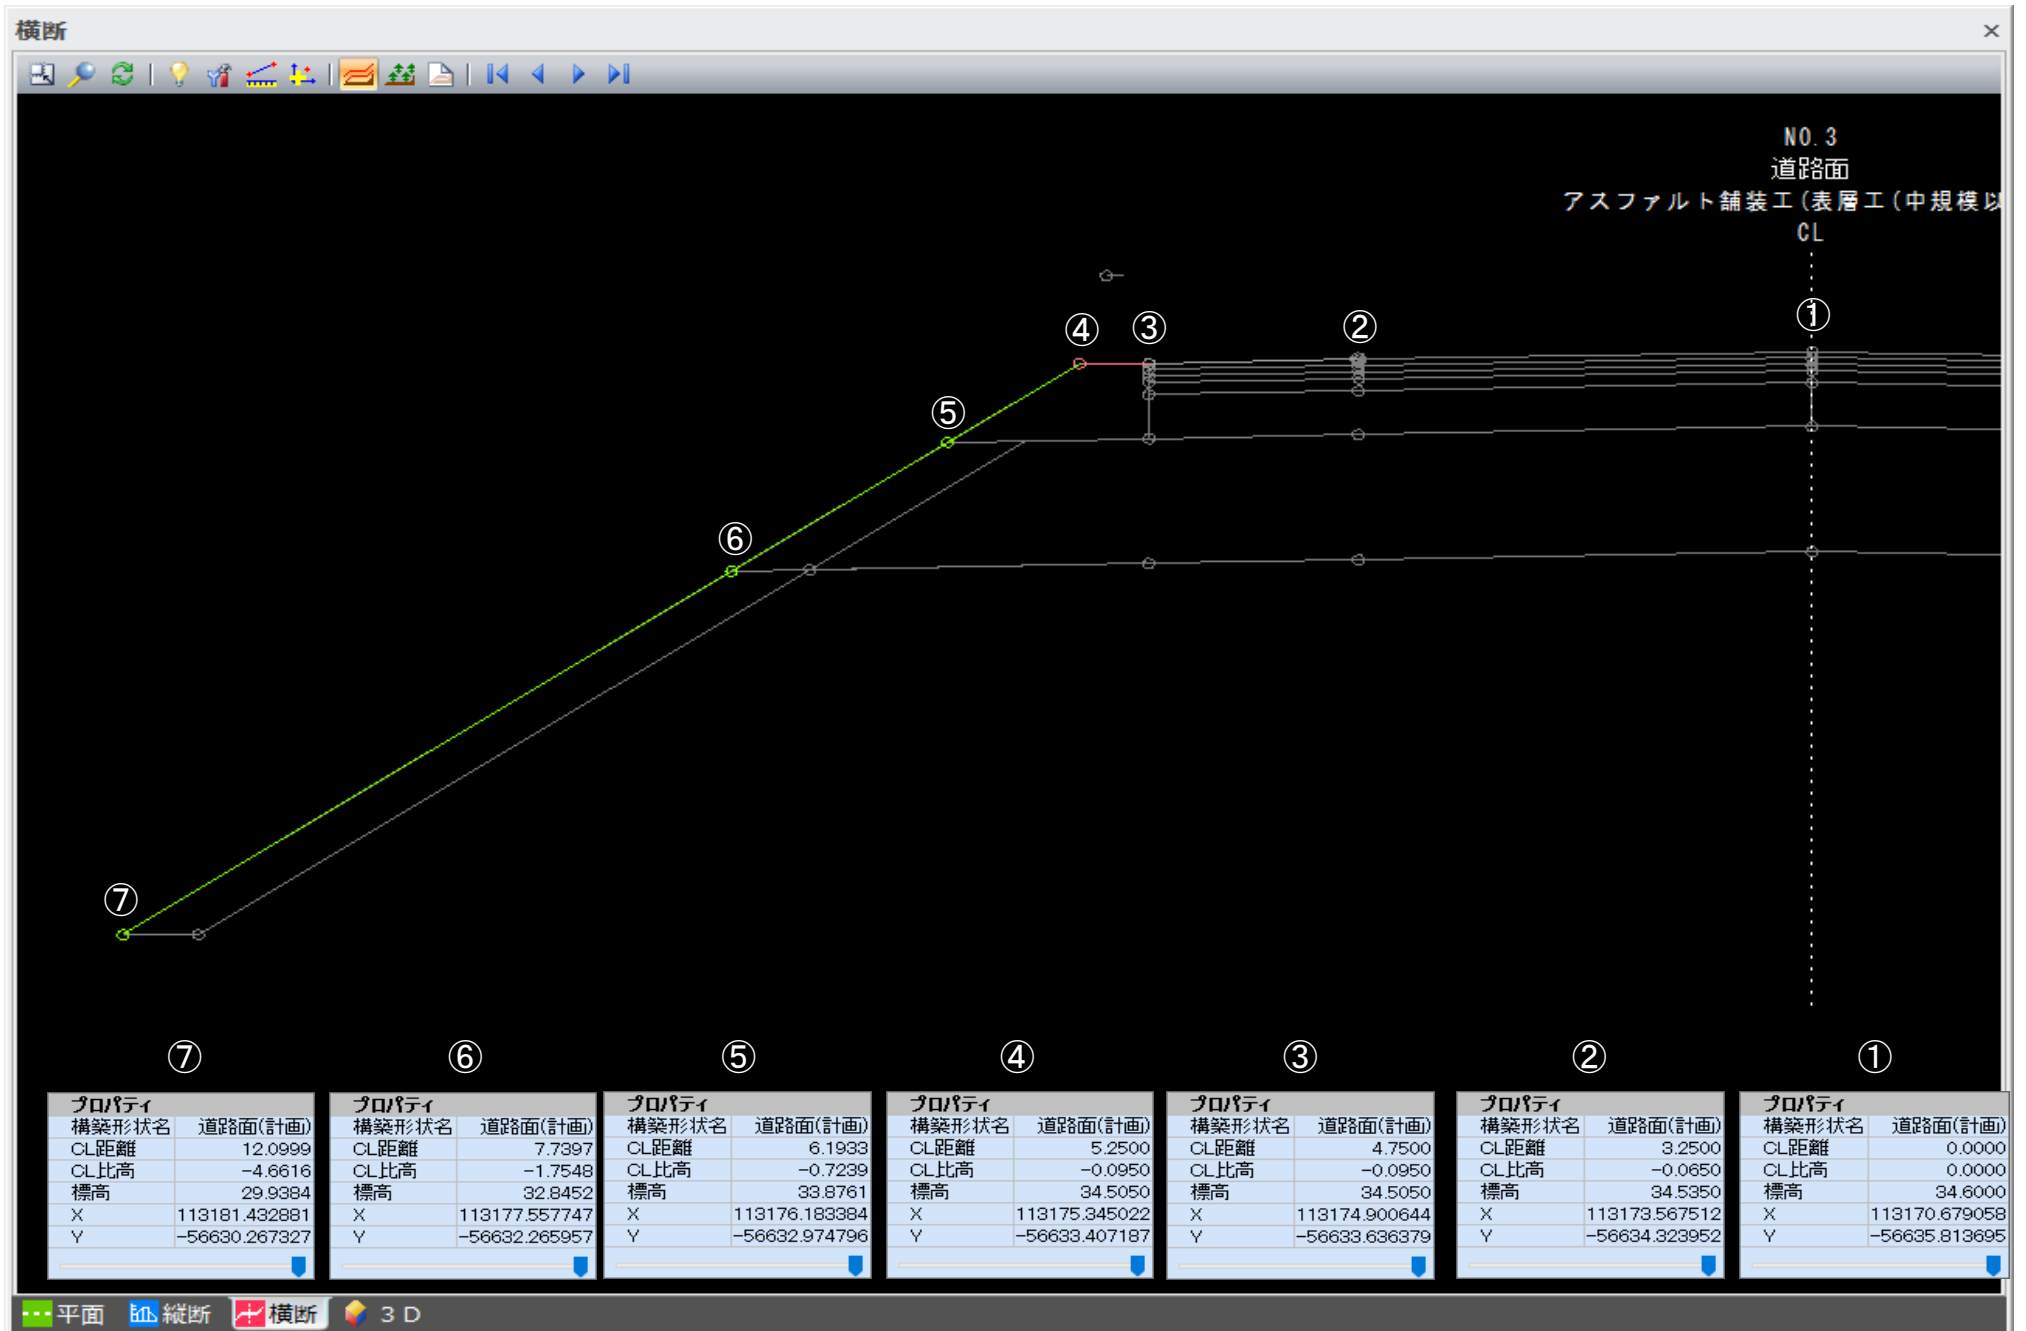 横断
NO.3
道路面
アスファルト舗装工(表層工(中規模以
CL
①
②
③
④
⑤
⑥
⑦
⑦
プロパティ
構築形状名 道路面(計画)
CL距離 12.0999
CL比高 -4.6616
標高 29.9384
X 113181.432881
Y -56630.267327
⑥
プロパティ
構築形状名 道路面(計画)
CL距離 7.7397
CL比高 -1.7548
標高 32.8452
X 113177.557747
Y -56632.265957
⑤
プロパティ
構築形状名 道路面(計画)
CL距離 6.1933
CL比高 -0.7239
標高 33.8761
X 113176.183384
Y -56632.974796
④
プロパティ
構築形状名 道路面(計画)
CL距離 5.2500
CL比高 -0.0950
標高 34.5050
X 113175.345022
Y -56633.407187
③
プロパティ
構築形状名 道路面(計画)
CL距離 4.7500
CL比高 -0.0950
標高 34.5050
X 113174.900644
Y -56633.636379
②
プロパティ
構築形状名 道路面(計画)
CL距離 3.2500
CL比高 -0.0650
標高 34.5350
X 113173.567512
Y -56634.323952
①
プロパティ
構築形状名 道路面(計画)
CL距離 0.0000
CL比高 0.0000
標高 34.6000
X 113170.679058
Y -56635.813695
平面 縦断 横断 3D